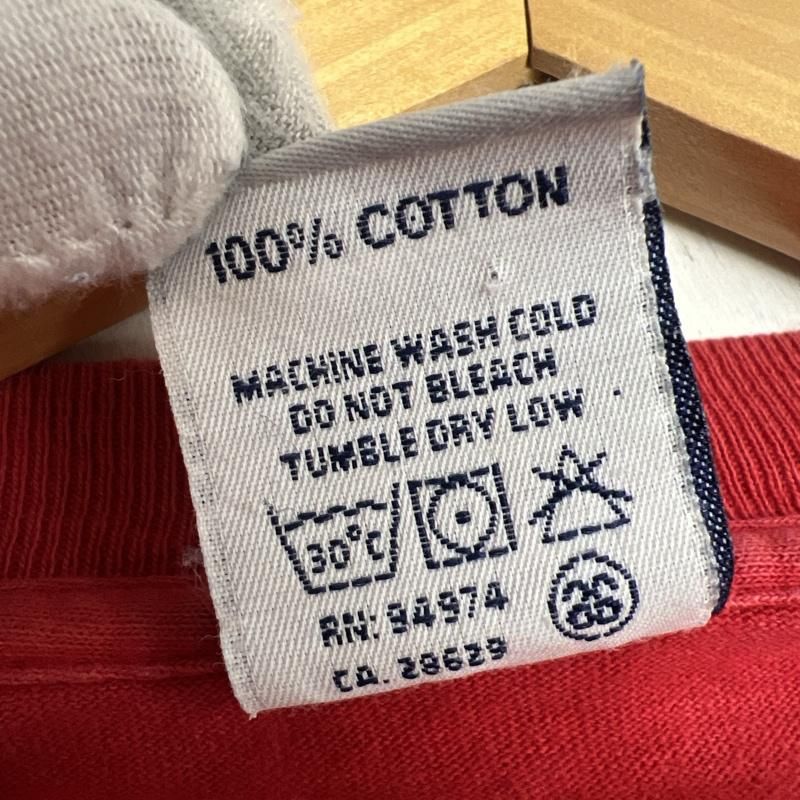 100% COTTON
MACHINE WASH COLD
DO NOT BLEACH
TUMBLE DRY LOW
30°C
RN: 94974
CA. 28629